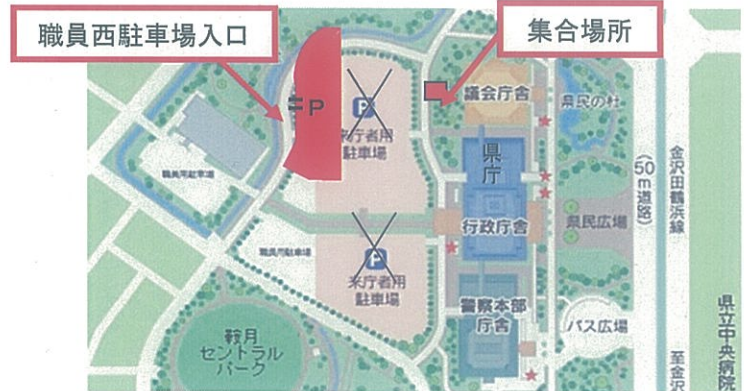 職員西駐車場入口
集合場所
P
P
来庁者用
駐車場
議会庁舎
県民の杜
県庁
職員用駐車場
金沢田鶴浜線
(50m道路)
行政庁舎
県民広場
職員用駐車場
P
来庁者用
駐車場
警察本部
庁舎
バス広場
鞍月
セントラル
パーク
県立中央病院
至金沢